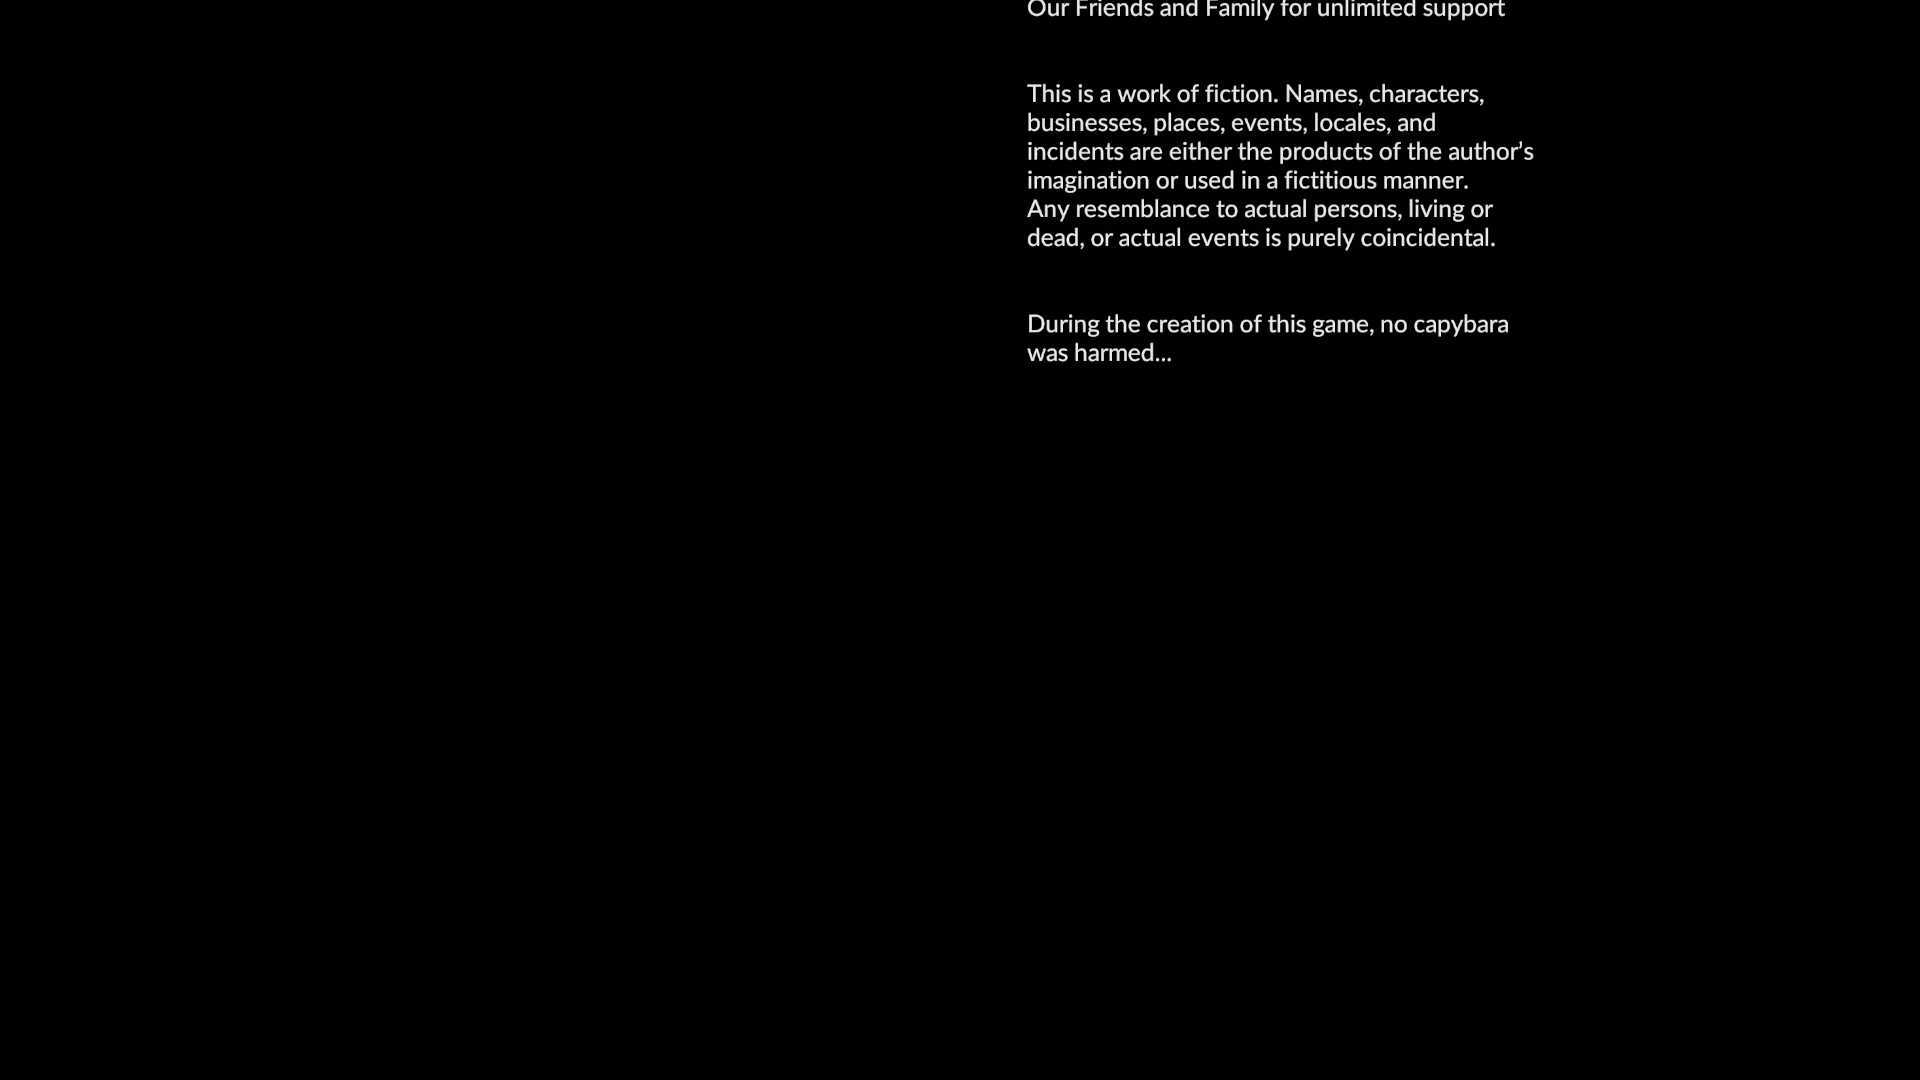 Our Friends and Family for unlimited support
This is a work of fiction. Names, characters,
businesses, places, events, locales, and
incidents are either the products of the author’s
imagination or used in a fictitious manner.
Any resemblance to actual persons, living or
dead, or actual events is purely coincidental.
During the creation of this game, no capybara
was harmed...